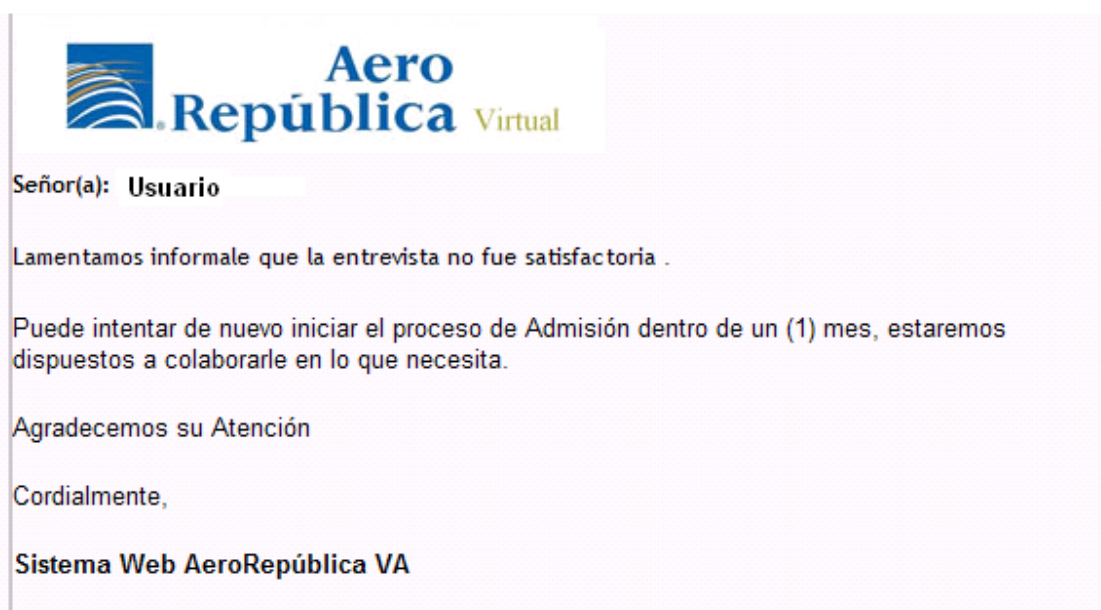 Aero
República Virtual
Señor(a): Usuario
Lamentamos informale que la entrevista no fue satisfactoria .
Puede intentar de nuevo iniciar el proceso de Admisión dentro de un (1) mes, estaremos
dispuestos a colaborarle en lo que necesita.
Agradecemos su Atención
Cordialmente,
Sistema Web AeroRepública VA